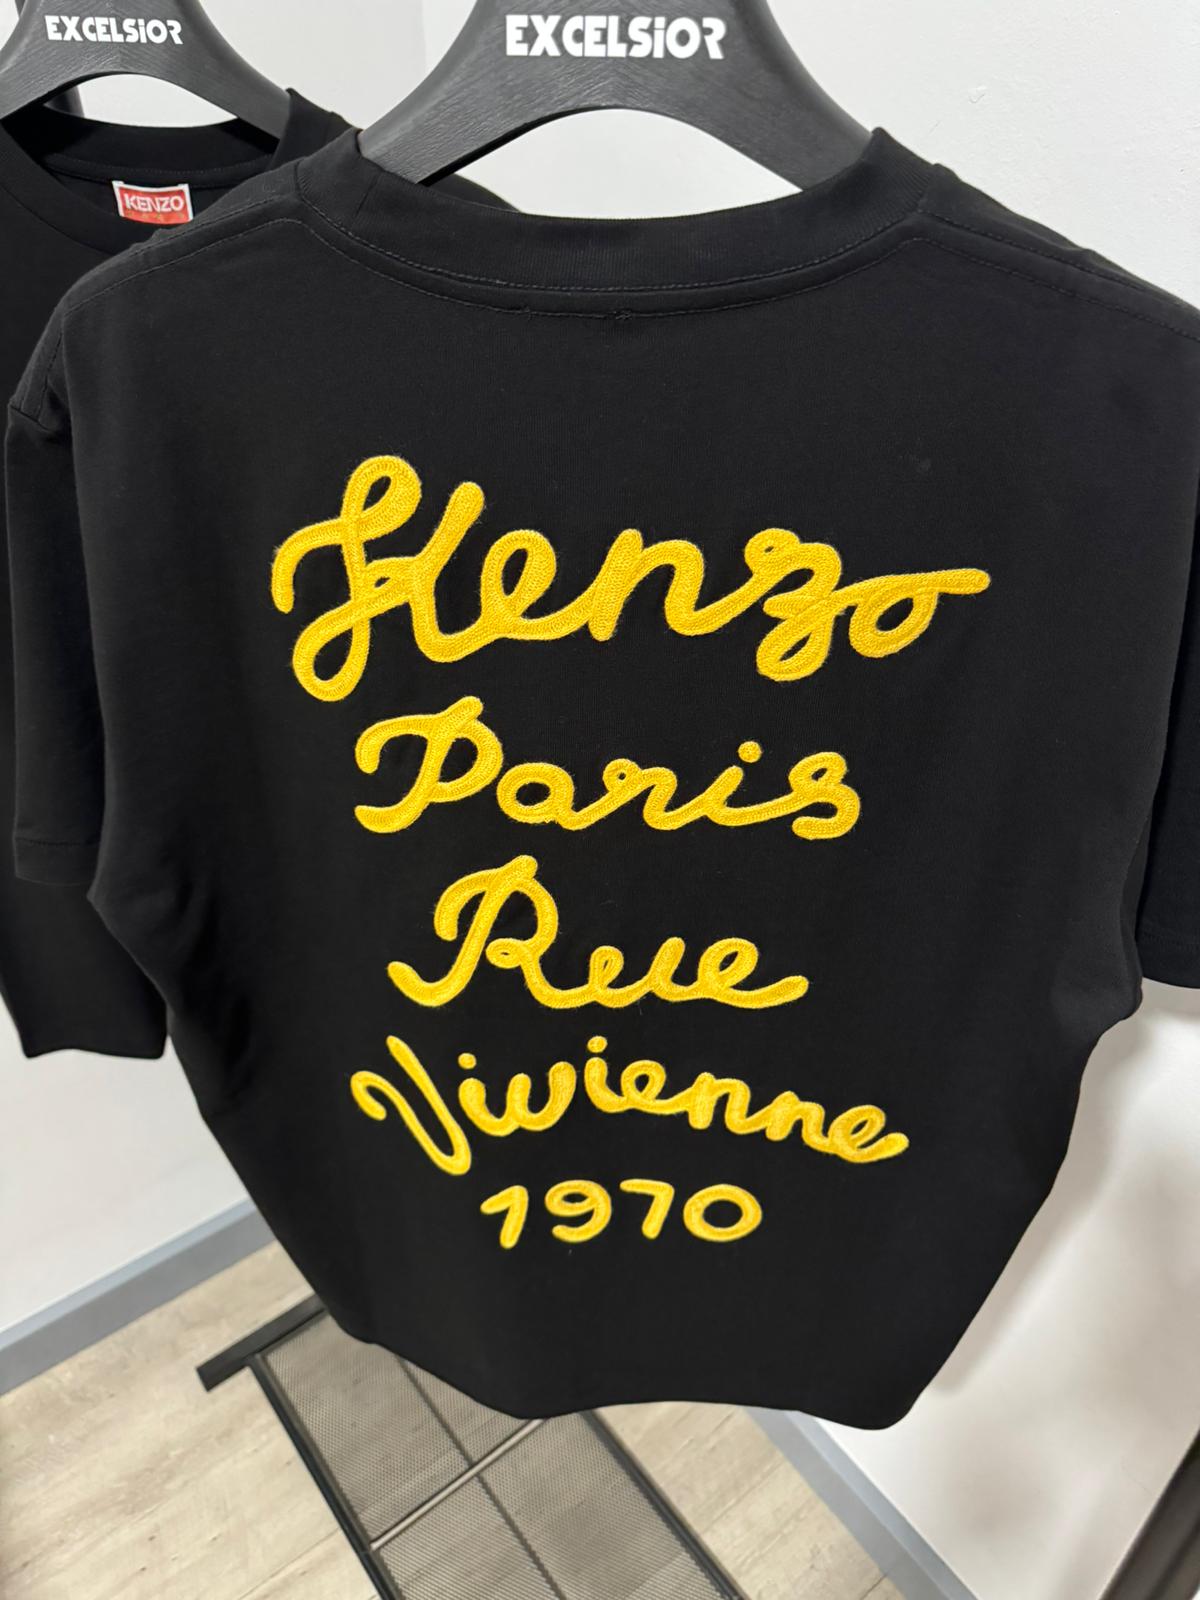 EXCELSiOR
EXCELSiOR
KENZO
Kenzo
Paris
Rue
Vivienne
1970